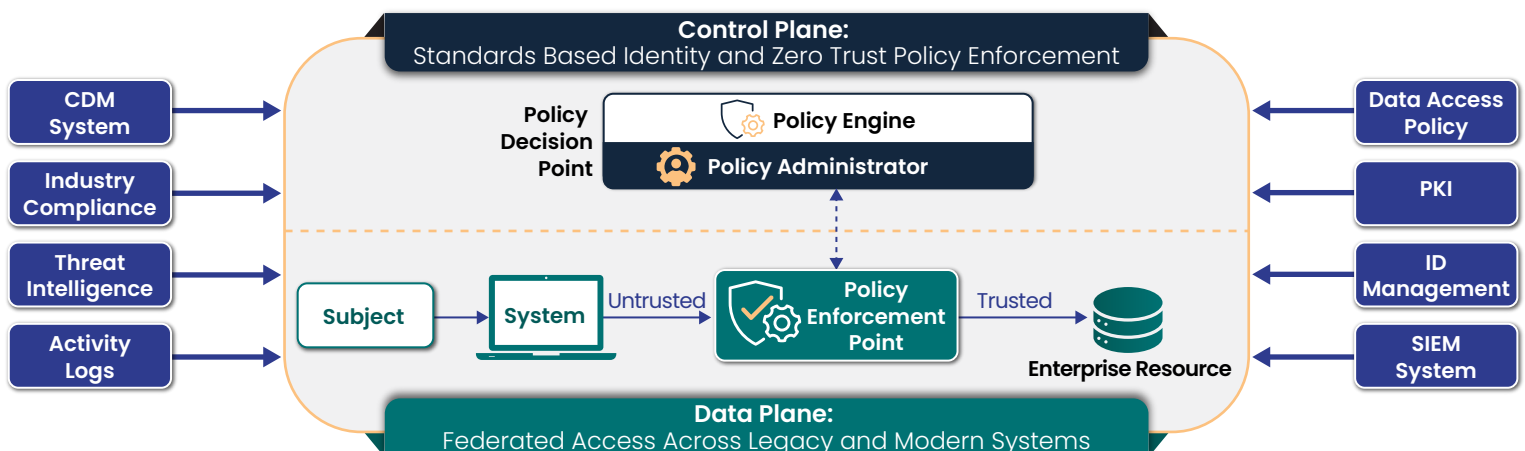 Control Plane:
Standards Based Identity and Zero Trust Policy Enforcement
CDM
System
Industry
Compliance
Threat
Intelligence
Activity
Logs
Policy
Decision
Point
Policy Engine
Policy Administrator
Subject
System
Untrusted
Policy
Enforcement
Point
Trusted
Enterprise Resource
Data Access
Policy
PKI
ID
Management
SIEM
System
Data Plane:
Federated Access Across Legacy and Modern Systems